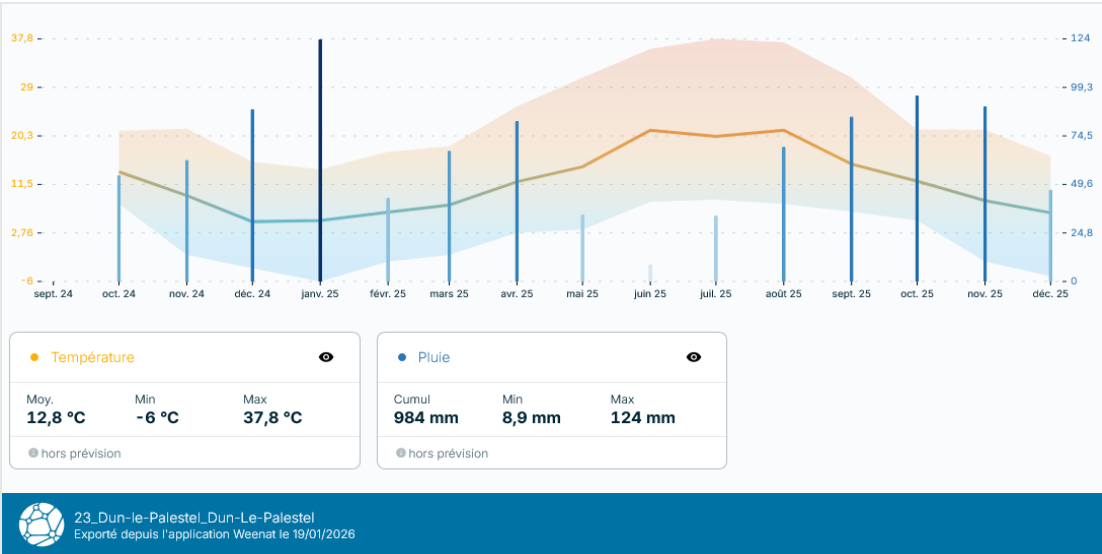 37,8
124
29
99,3
20,3
74,5
11,5
49,6
2,76
24,8
-6
0
sept. 24 oct. 24 nov. 24 déc. 24 janv. 25 févr. 25 mars 25 avr. 25 mai 25 juin 25 juil. 25 août 25 sept. 25 oct. 25 nov. 25 déc. 25
Température
Moy. Min Max
12,8 °C -6 °C 37,8 °C
hors prévision
Pluie
Cumul Min Max
984 mm 8,9 mm 124 mm
hors prévision
23_Dun-le-Palestel_Dun-Le-Palestel
Exporté depuis l'application Weenat le 19/01/2026